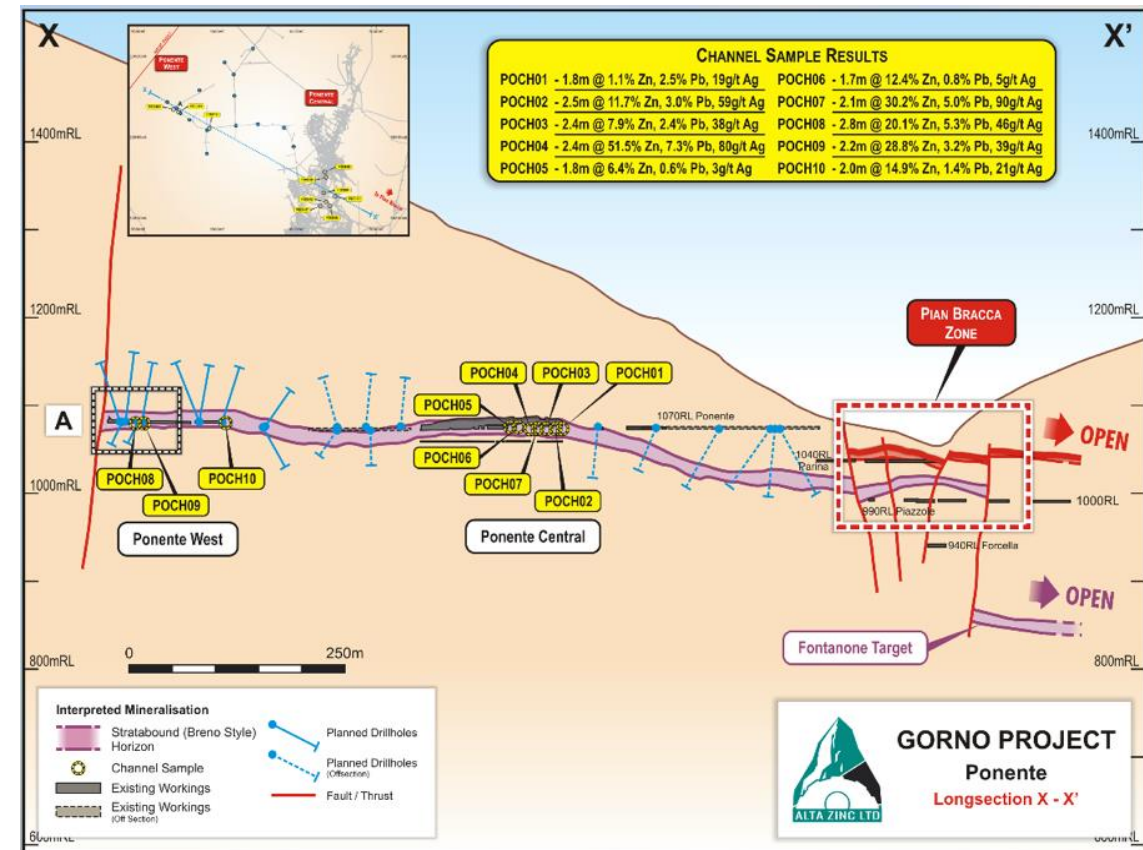 X
X'
PONENTE WEST
PONENTE CENTRAL
CHANNEL SAMPLE RESULTS
POCH01 - 1.8m @ 1.1% Zn, 2.5% Pb, 19g/t Ag
POCH02 - 2.5m @ 11.7% Zn, 3.0% Pb, 59g/t Ag
POCH03 - 2.4m @ 7.9% Zn, 2.4% Pb, 38g/t Ag
POCH04 - 2.4m @ 51.5% Zn, 7.3% Pb, 80g/t Ag
POCH05 - 1.8m @ 6.4% Zn, 0.6% Pb, 3g/t Ag
POCH06 - 1.7m @ 12.4% Zn, 0.8% Pb, 5g/t Ag
POCH07 - 2.1m @ 30.2% Zn, 5.0% Pb, 90g/t Ag
POCH08 - 2.8m @ 20.1% Zn, 5.3% Pb, 46g/t Ag
POCH09 - 2.2m @ 28.8% Zn, 3.2% Pb, 39g/t Ag
POCH10 - 2.0m @ 14.9% Zn, 1.4% Pb, 21g/t Ag
1400mRL
1400mRL
1200mRL
1200mRL
PIAN BRACCA
ZONE
POCH04
POCH03
POCH01
POCH05
1070RL Ponente
A
OPEN
1040RL
Parina
POCH06
POCH08
POCH10
POCH07
1000mRL
1000RL
POCH09
POCH02
990RL Piazzole
Ponente West
Ponente Central
940RL Forcella
OPEN
Fontanone Target
0
250m
800mRL
800mRL
Interpreted Mineralisation
Stratabound (Breno Style)
Horizon
Channel Sample
Existing Workings
Existing Workings
(Off Section)
Planned Drillholes
Planned Drillholes
(Offsection)
Fault / Thrust
ALTA ZINC LTD
GORNO PROJECT
Ponente
Longsection X - X'
600mRL
600mRL